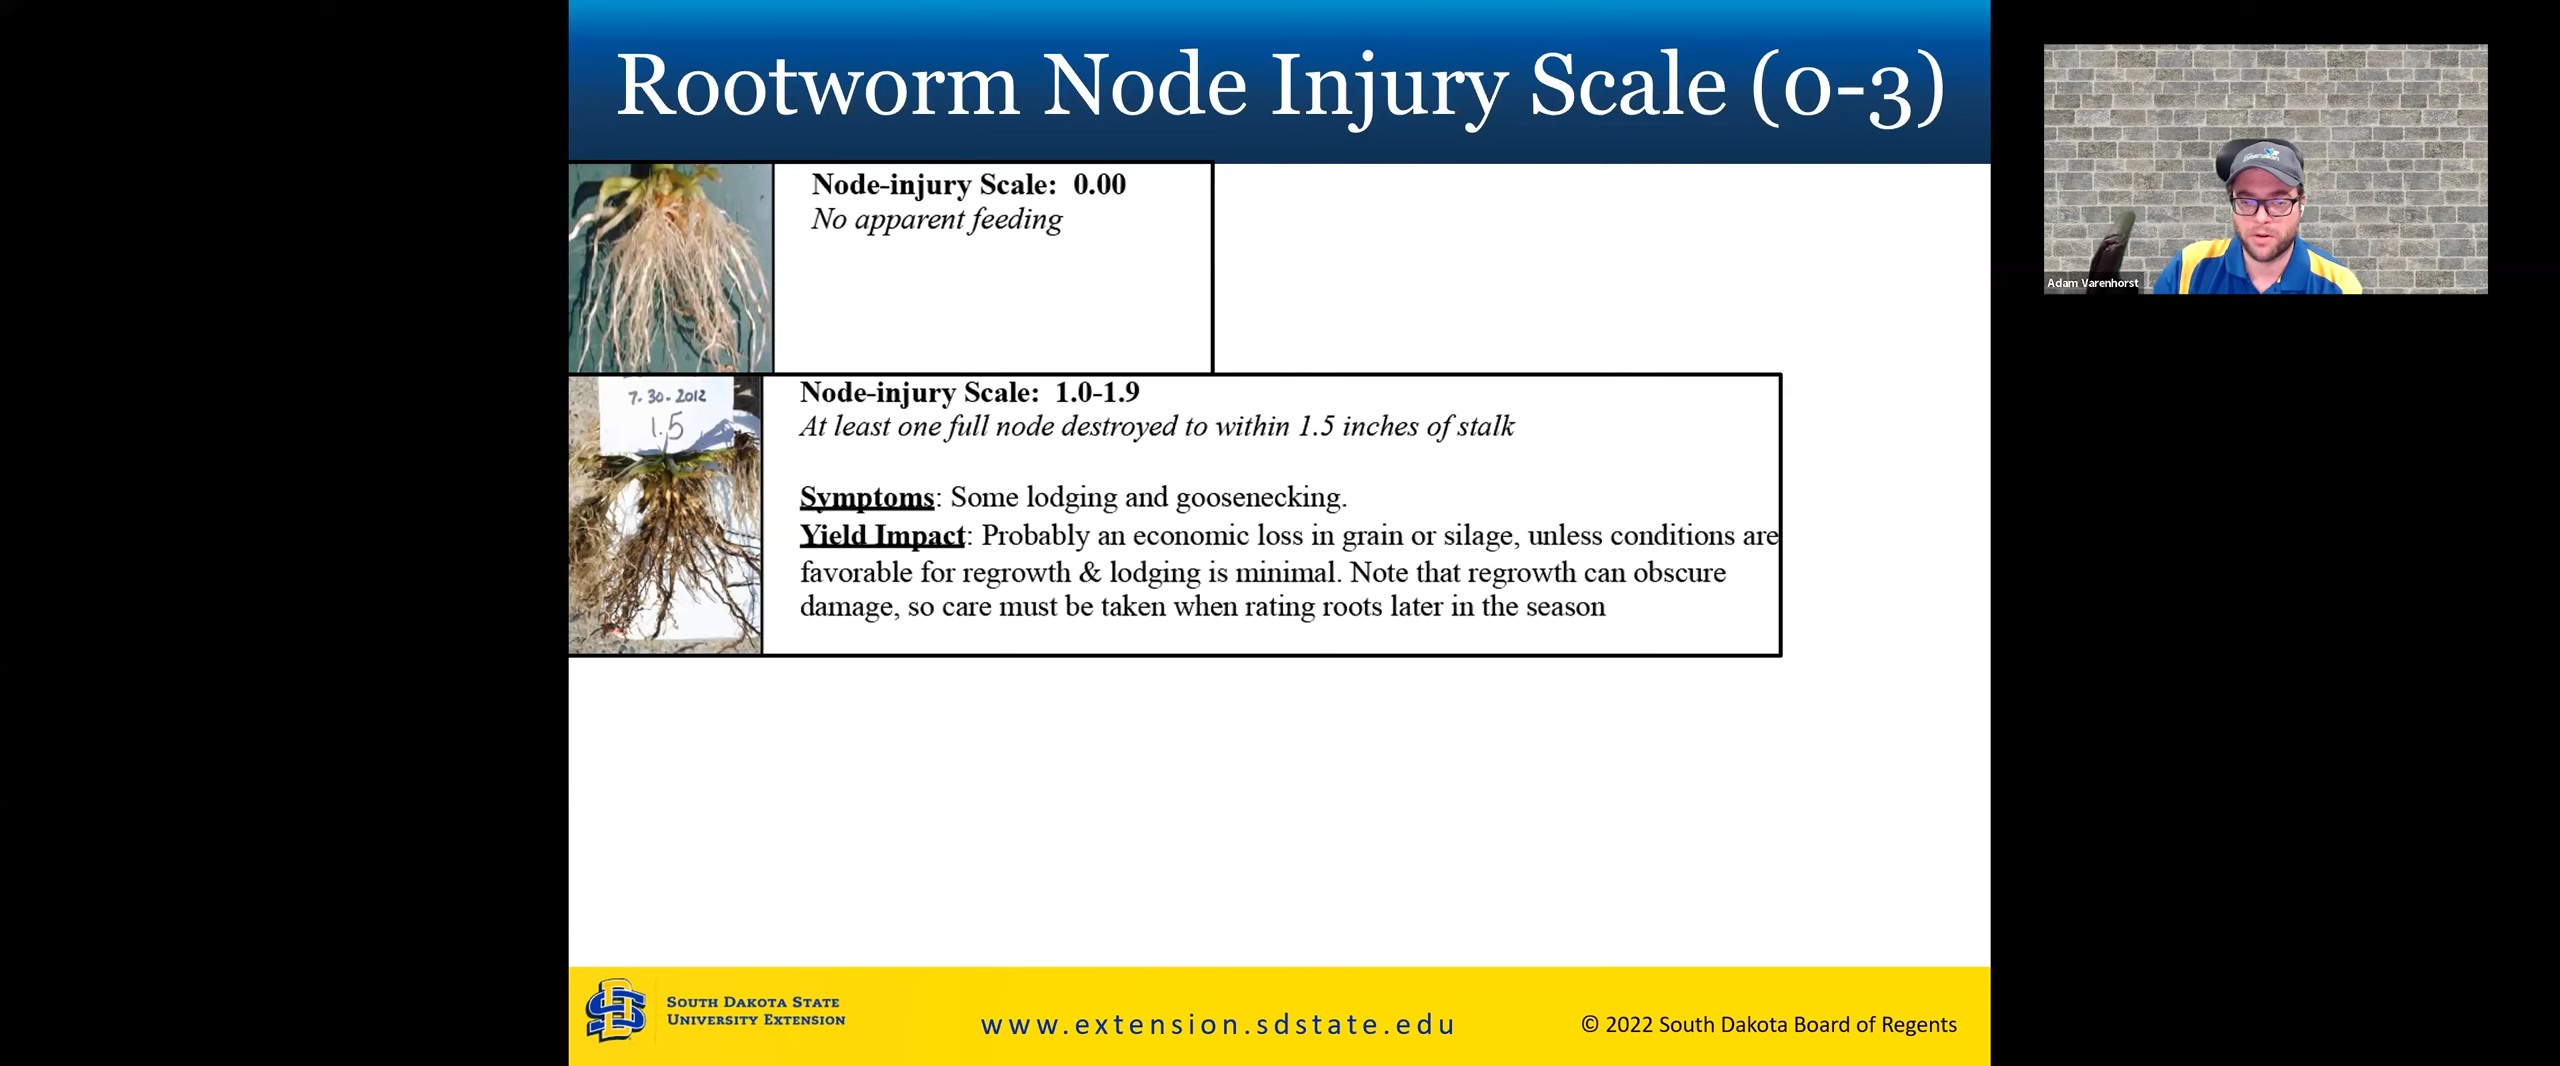 Rootworm Node Injury Scale (0-3)
Node-injury Scale: 0.00
No apparent feeding
7.30.2012
1.5
Node-injury Scale: 1.0-1.9
At least one full node destroyed to within 1.5 inches of stalk
Symptoms: Some lodging and goosenecking.
Yield Impact: Probably an economic loss in grain or silage, unless conditions are
favorable for regrowth & lodging is minimal. Note that regrowth can obscure
damage, so care must be taken when rating roots later in the season
Adam Varenhorst
SOUTH DAKOTA STATE
UNIVERSITY EXTENSION
www.extension.sdstate.edu
© 2022 South Dakota Board of Regents